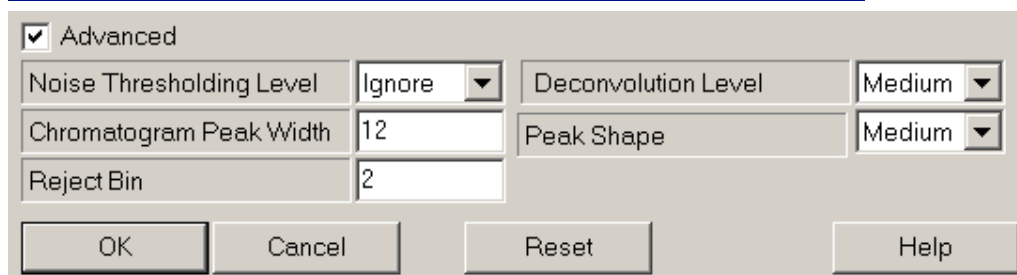 Advanced
Noise Thresholding Level Ignore Deconvolution Level Medium
Chromatogram Peak Width 12 Peak Shape Medium
Reject Bin 2
OK Cancel Reset Help